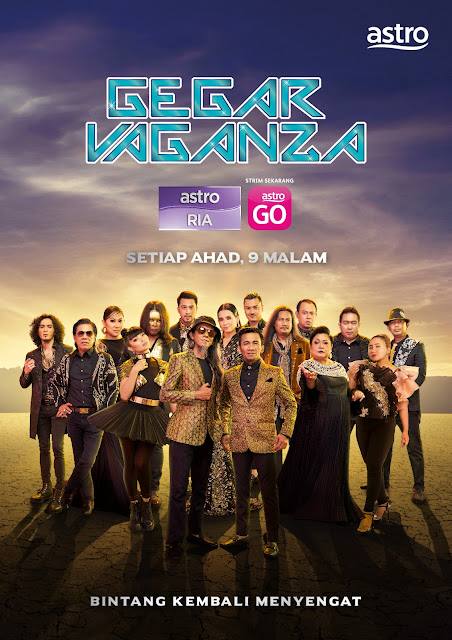 astro
GEGAR
VAGANZA
astro
RIA
STRIM SEKARANG
astro
GO
SETIAP AHAD, 9 MALAM
BINTANG KEMBALI MENYENGAT